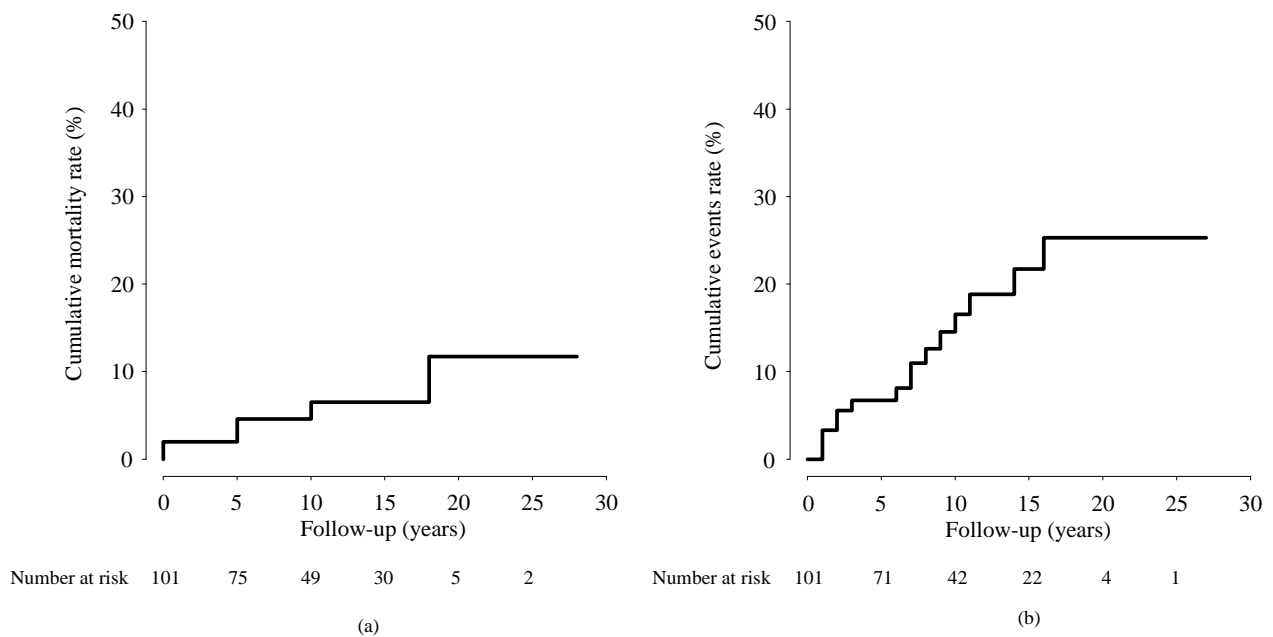 Cumulative mortality rate (%)
50
40
30
20
10
0
0 5 10 15 20 25 30
Follow-up (years)
Number at risk 101 75 49 30 5 2
(a)
Cumulative events rate (%)
50
40
30
20
10
0
0 5 10 15 20 25 30
Follow-up (years)
Number at risk 101 71 42 22 4 1
(b)